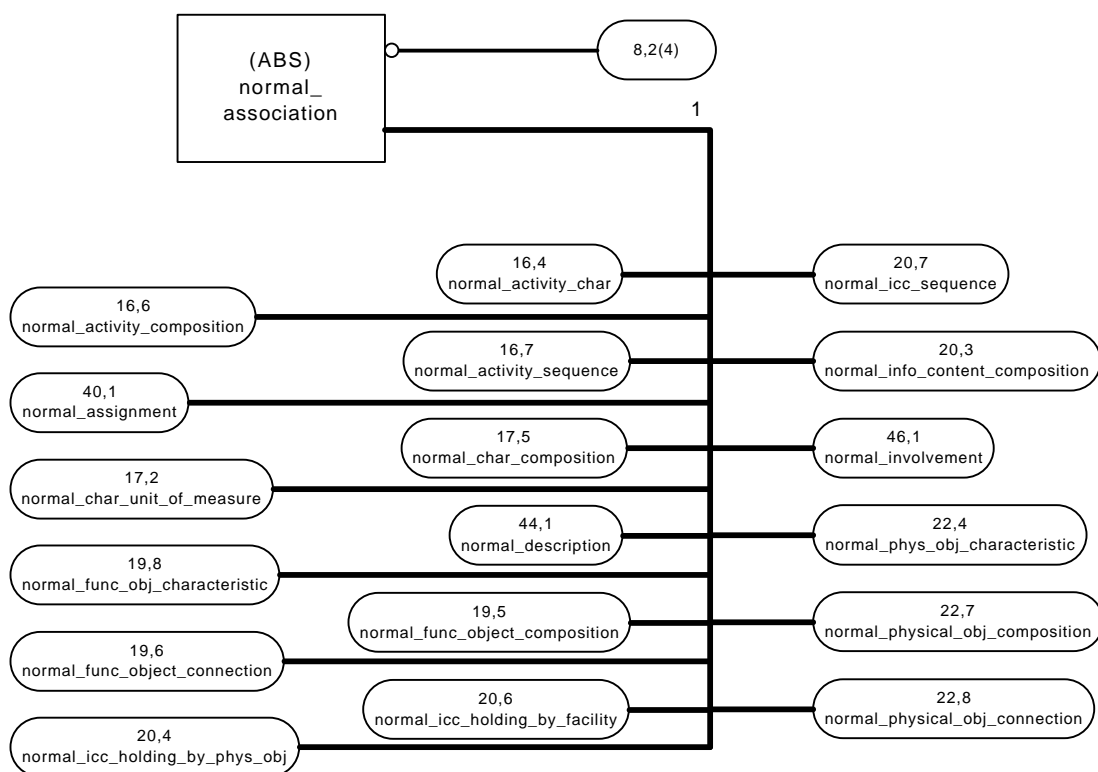 (ABS)
normal_
association
8,2(4)
1
16,4
normal_activity_char
20,7
normal_icc_sequence
16,6
normal_activity_composition
16,7
normal_activity_sequence
20,3
normal_info_content_composition
40,1
normal_assignment
17,5
normal_char_composition
46,1
normal_involvement
17,2
normal_char_unit_of_measure
44,1
normal_description
22,4
normal_phys_obj_characteristic
19,8
normal_func_obj_characteristic
19,5
normal_func_object_composition
22,7
normal_physical_obj_composition
19,6
normal_func_object_connection
20,6
normal_icc_holding_by_facility
22,8
normal_physical_obj_connection
20,4
normal_icc_holding_by_phys_obj